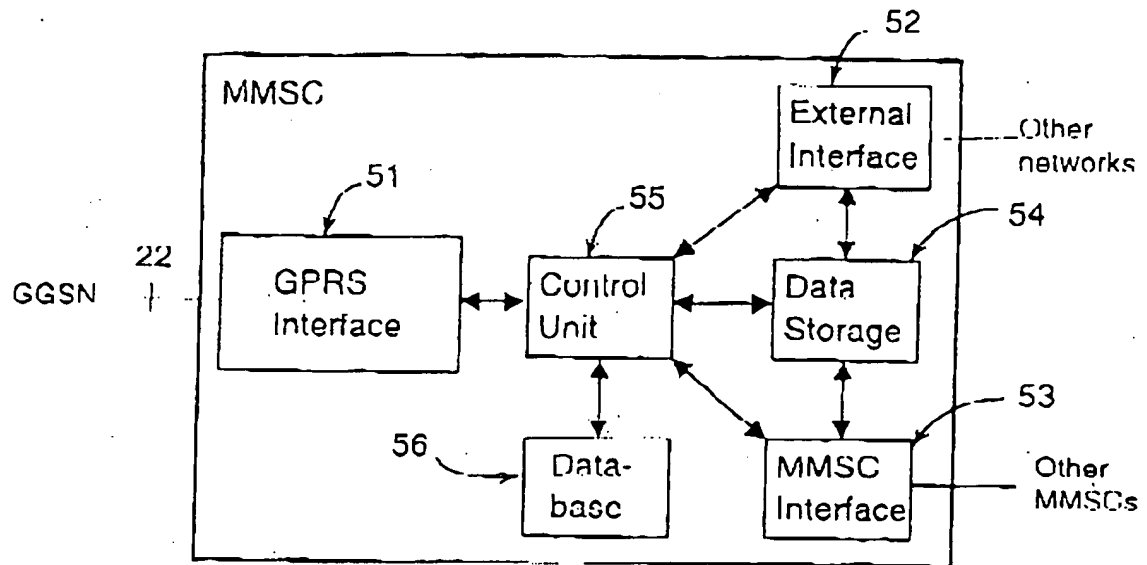 52
MMSC
External
Interface
Other
networks
51
55
54
22
GGSN
GPRS
Interface
Control
Unit
Data
Storage
53
56
Data-
base
MMSC
Interface
Other
MMSCs